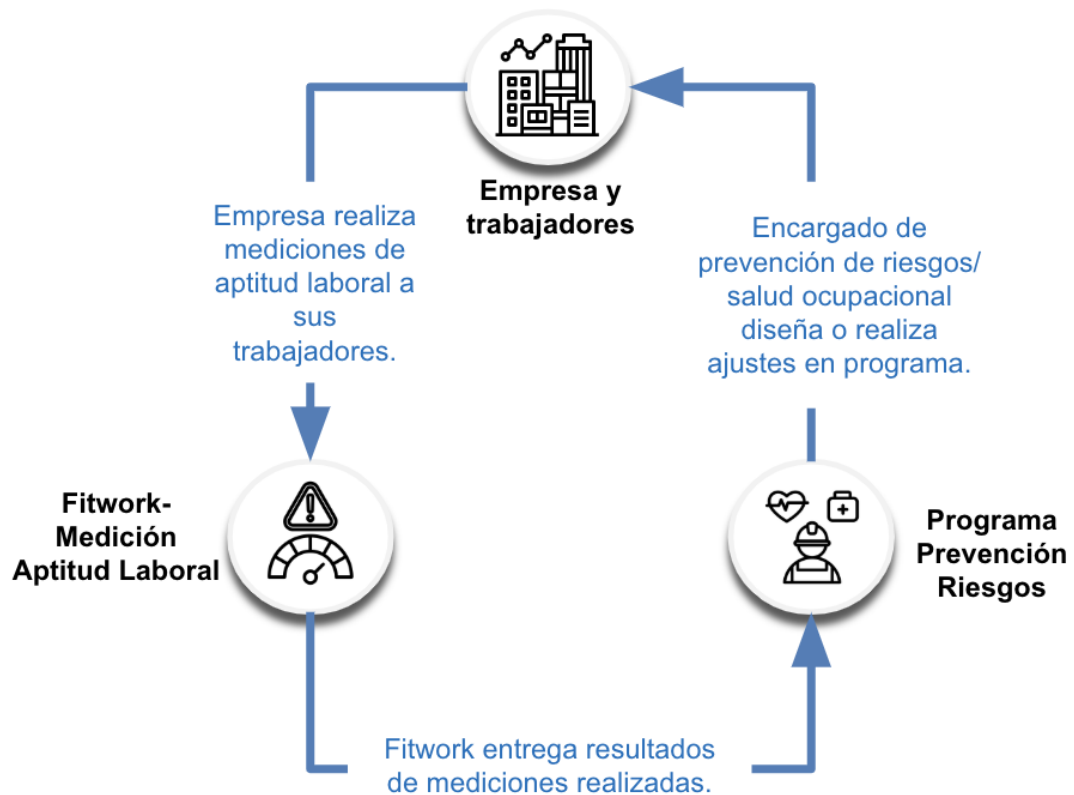 Empresa y
trabajadores
Empresa realiza
mediciones de
aptitud laboral a
sus
trabajadores.
Encargado de
prevención de riesgos/
salud ocupacional
diseña o realiza
ajustes en programa.
Fitwork-
Medición
Aptitud Laboral
Programa
Prevención
Riesgos
Fitwork entrega resultados
de mediciones realizadas.